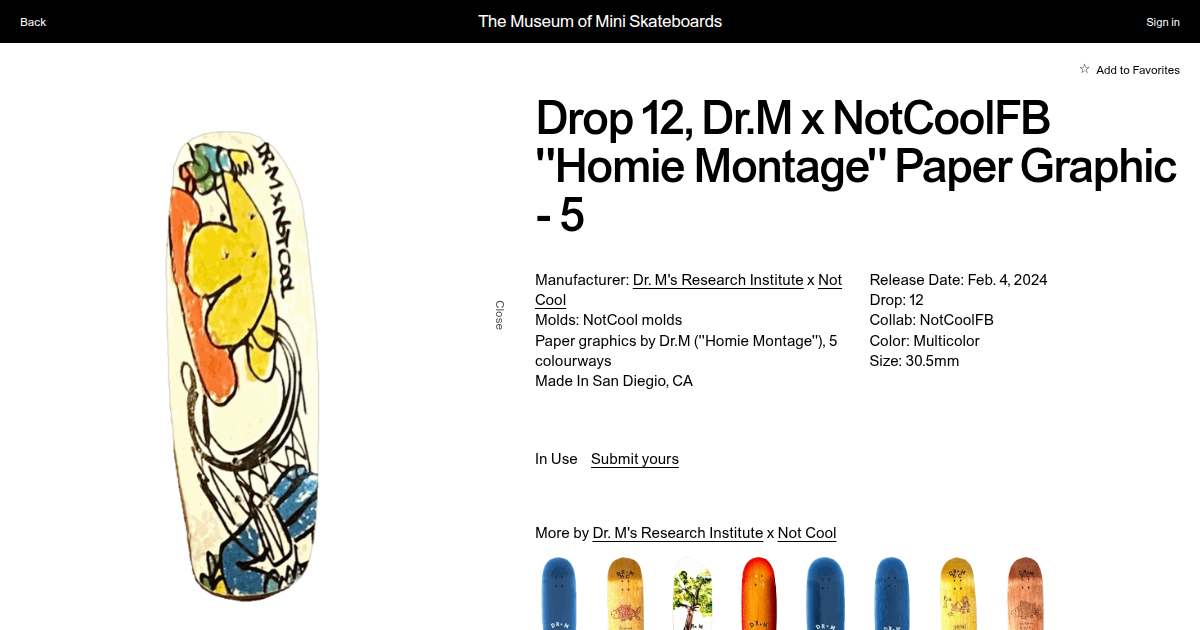 Back
The Museum of Mini Skateboards
Sign in
☆ Add to Favorites
Drop 12, Dr.M x NotCoolFB
"Homie Montage" Paper Graphic
- 5
DR.M x NOT COOL
Close
Manufacturer: Dr. M's Research Institute x Not
Cool
Molds: NotCool molds
Paper graphics by Dr.M ("Homie Montage"), 5
colourways
Made In San Diegio, CA
Release Date: Feb. 4, 2024
Drop: 12
Collab: NotCoolFB
Color: Multicolor
Size: 30.5mm
In Use Submit yours
More by Dr. M's Research Institute x Not Cool